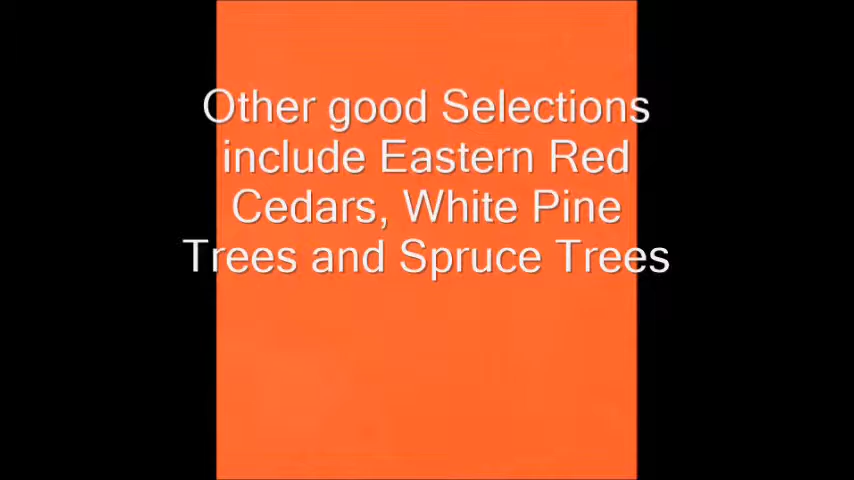 Other good Selections
include Eastern Red
Cedars, White Pine
Trees and Spruce Trees